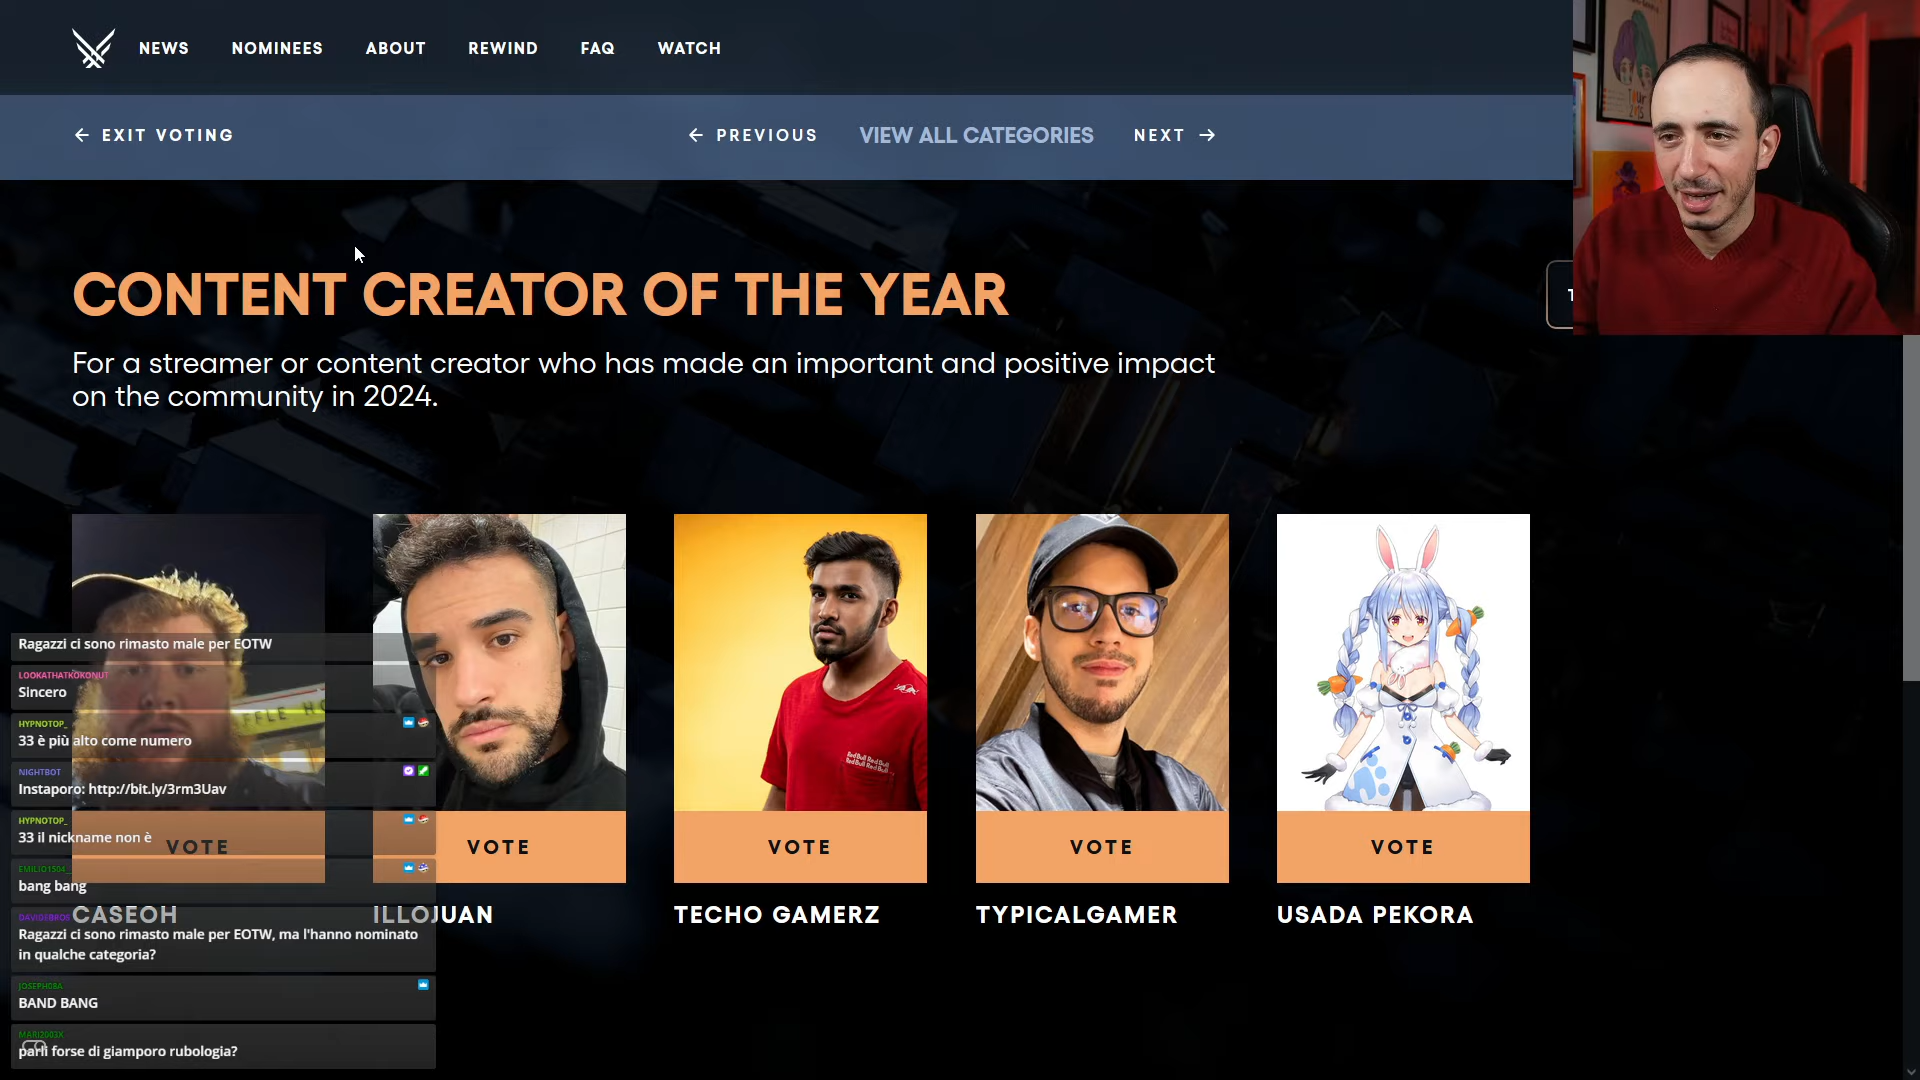 NEWS
NOMINEES
ABOUT
REWIND
FAQ
WATCH
EXIT VOTING
PREVIOUS
VIEW ALL CATEGORIES
NEXT
CONTENT CREATOR OF THE YEAR
For a streamer or content creator who has made an important and positive impact
on the community in 2024.
VOTE
VOTE
VOTE
VOTE
VOTE
CASEOH
ILLOJUAN
TECHO GAMERZ
TYPICALGAMER
USADA PEKORA
Ragazzi ci sono rimasto male per EOTW
LOOKATHATKOKONUT
Sincero
HYPNOTOP_
33 è più alto come numero
NIGHTBOT
Instaporo: http://bit.ly/3rm3Uav
HYPNOTOP_
33 il nickname non è
EMILIO1504_
bang bang
Ragazzi ci sono rimasto male per EOTW, ma l'hanno nominato
in qualche categoria?
JOSEPH08A
BAND BANG
MARI2003X
parli forse di giamporo rubologia?